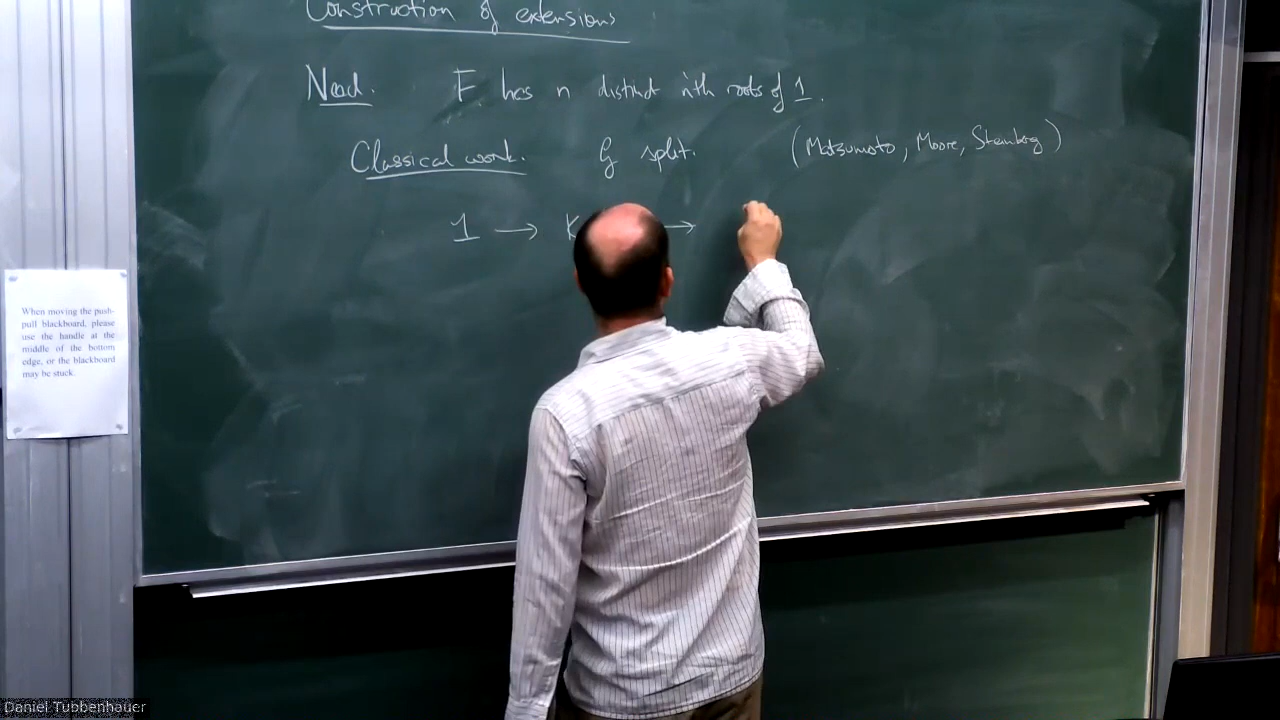 Construction of extensions
Need. F has n distinct nth roots of 1.
Classical work. G split. (Matsumoto, Moore, Steinberg)
1 → K →
When moving the push-
pull blackboard, please
use the handle at the
middle of the bottom
edge, or the blackboard
may be stuck.
Daniel Tubbenhauer